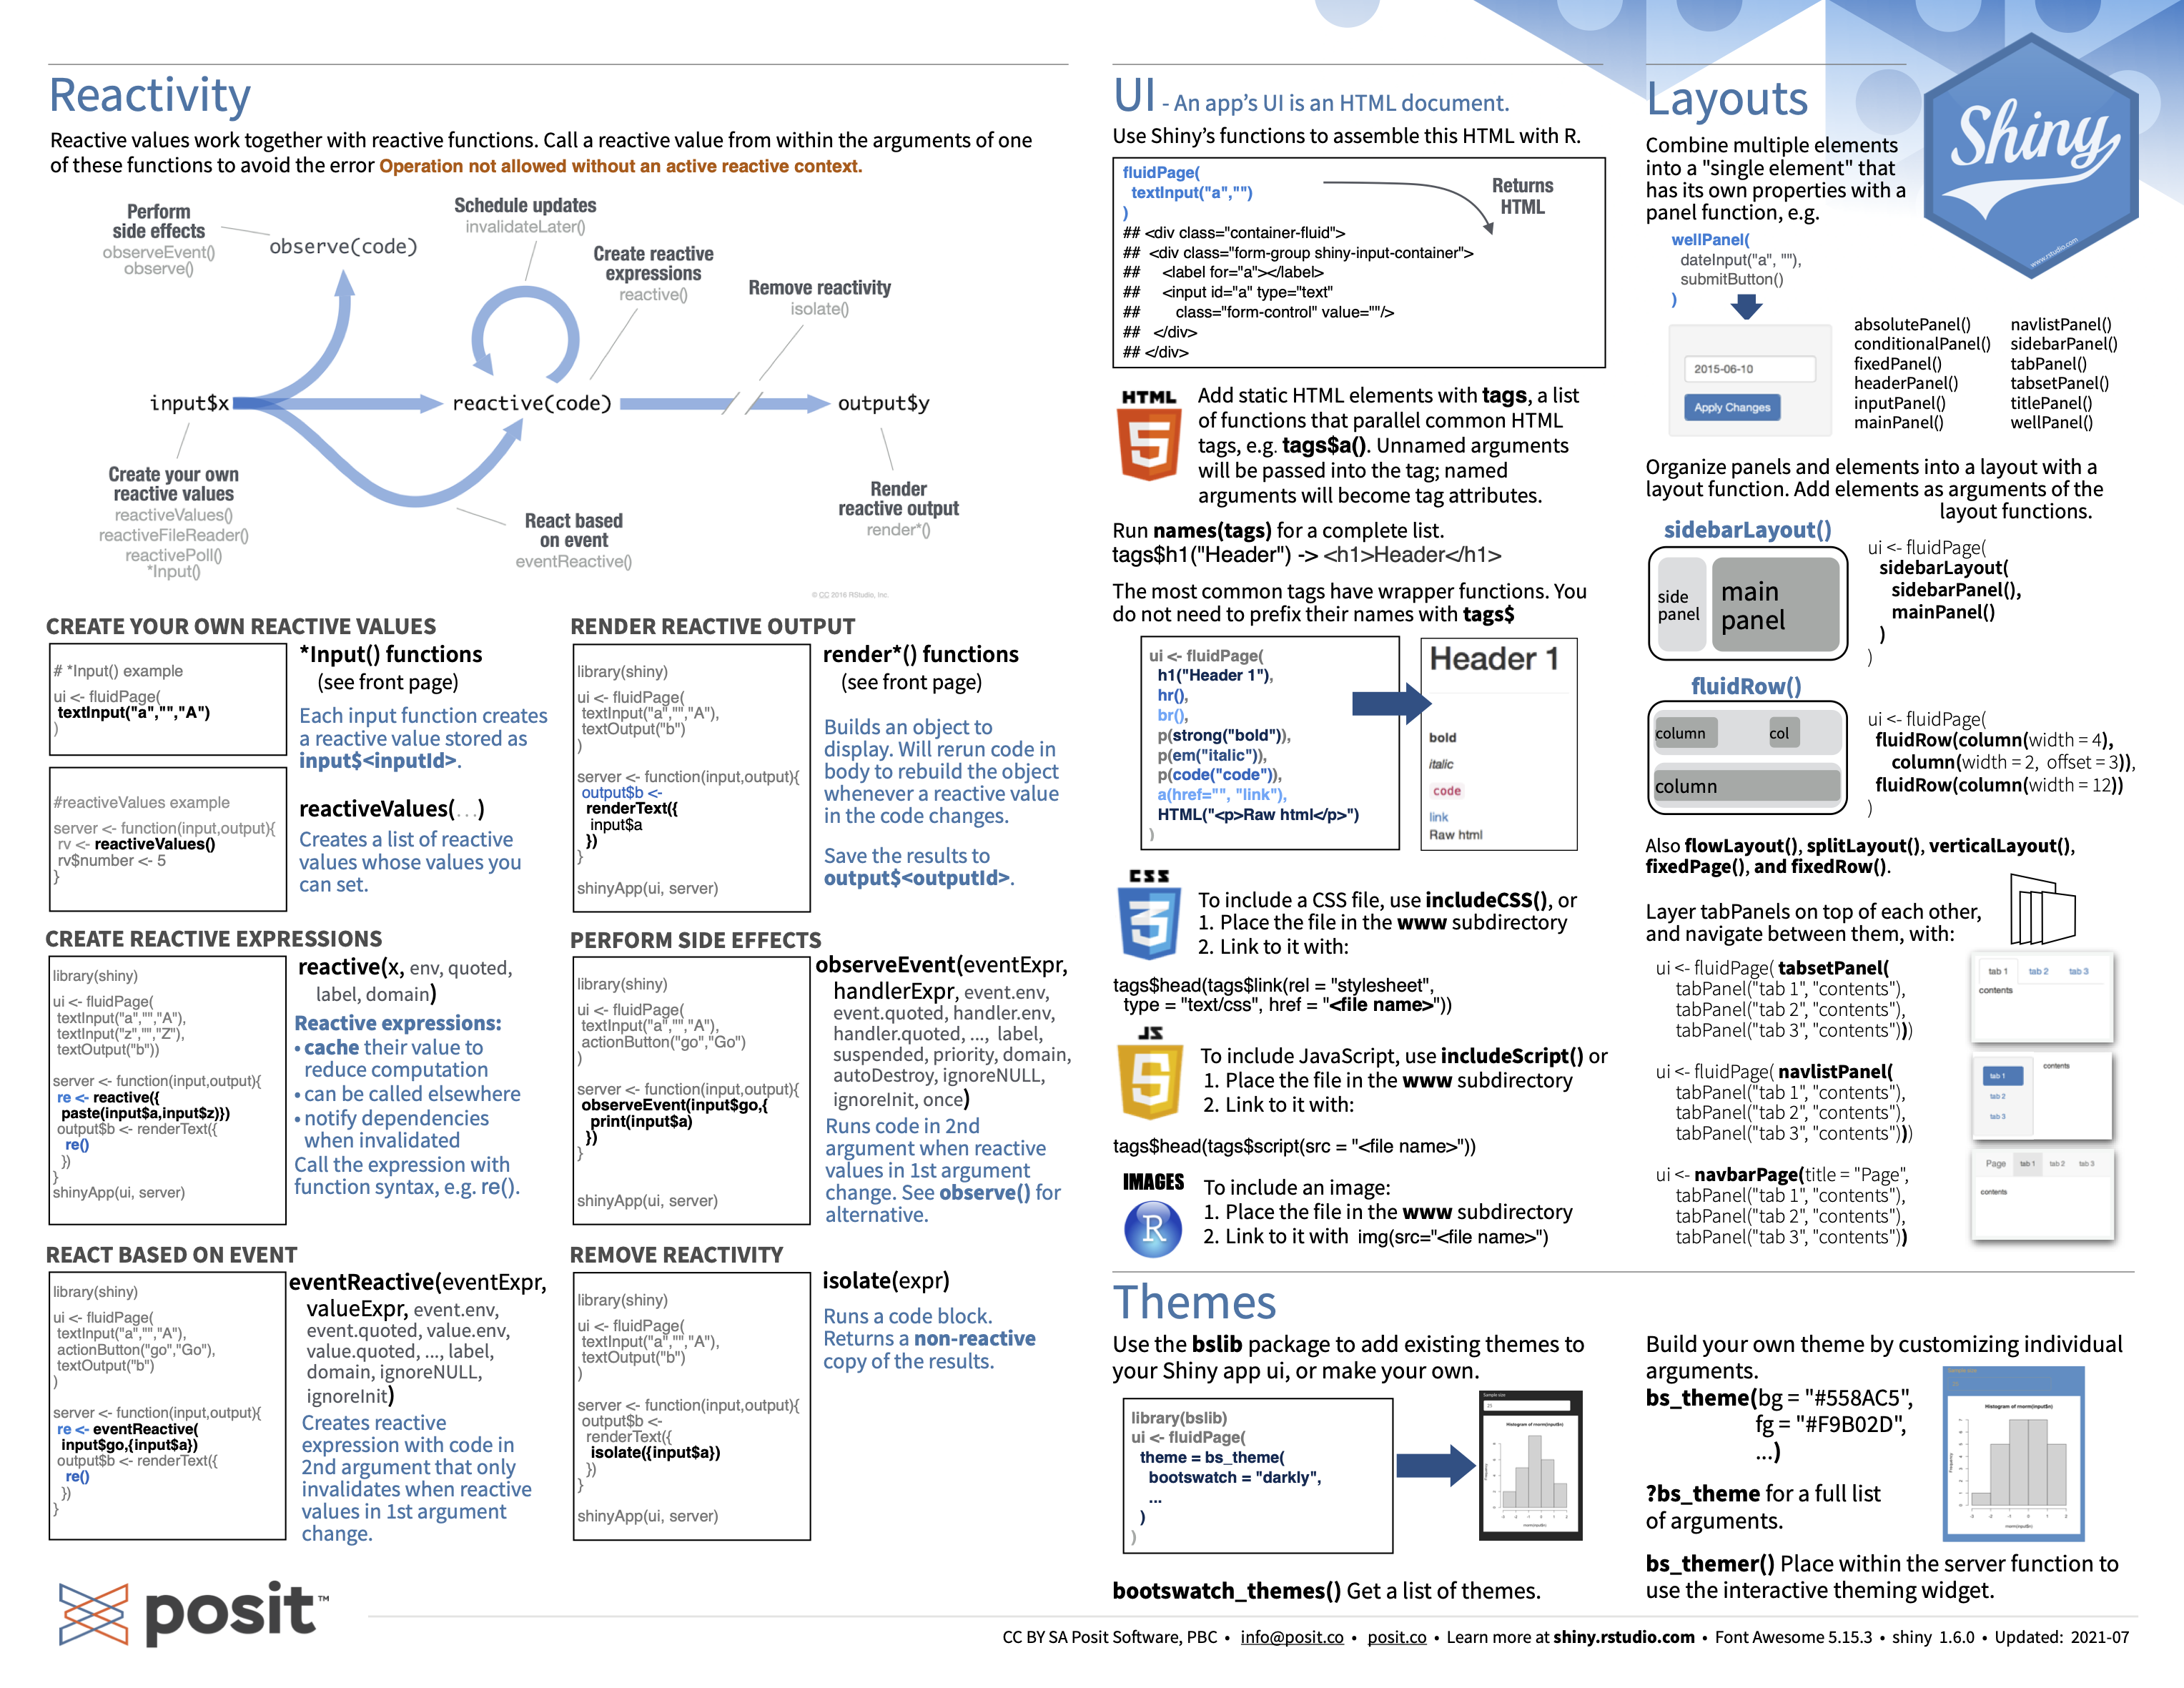 Reactivity
Reactive values work together with reactive functions. Call a reactive value from within the arguments of one
of these functions to avoid the error Operation not allowed without an active reactive context.
Perform
side effects
observeEvent()
observe()
observe(code)
Schedule updates
invalidateLater()
Create reactive
expressions
reactive()
Remove reactivity
isolate()
input$x
reactive(code)
output$y
Create your own
reactive values
reactiveValues()
reactiveFileReader()
reactivePoll()
*Input()
React based
on event
eventReactive()
Render
reactive output
render*()
© CC 2016 RStudio, Inc.
CREATE YOUR OWN REACTIVE VALUES
# *Input() example
ui <- fluidPage(
textInput("a","","A")
)
#reactiveValues example
server <- function(input,output){
rv <- reactiveValues()
rv$number <- 5
}
*Input() functions
(see front page)
Each input function creates
a reactive value stored as
input$<inputId>.
reactiveValues(…)
Creates a list of reactive
values whose values you
can set.
RENDER REACTIVE OUTPUT
library(shiny)
ui <- fluidPage(
textInput("a","","A"),
textOutput("b")
)
server <- function(input,output){
output$b <-
renderText({
input$a
})
}
shinyApp(ui, server)
render*() functions
(see front page)
Builds an object to
display. Will rerun code in
body to rebuild the object
whenever a reactive value
in the code changes.
Save the results to
output$<outputId>.
CREATE REACTIVE EXPRESSIONS
library(shiny)
ui <- fluidPage(
textInput("a","","A"),
textInput("z","","Z"),
textOutput("b"))
server <- function(input,output){
re <- reactive({
paste(input$a,input$z)})
output$b <- renderText({
re()
})
}
shinyApp(ui, server)
reactive(x, env, quoted,
label, domain)
Reactive expressions:
• cache their value to
reduce computation
• can be called elsewhere
• notify dependencies
when invalidated
Call the expression with
function syntax, e.g. re().
PERFORM SIDE EFFECTS
library(shiny)
ui <- fluidPage(
textInput("a","","A"),
actionButton("go","Go")
)
server <- function(input,output){
observeEvent(input$go,{
print(input$a)
})
}
shinyApp(ui, server)
observeEvent(eventExpr,
handlerExpr, event.env,
event.quoted, handler.env,
handler.quoted, ..., label,
suspended, priority, domain,
autoDestroy, ignoreNULL,
ignoreInit, once)
Runs code in 2nd
argument when reactive
values in 1st argument
change. See observe() for
alternative.
REACT BASED ON EVENT
library(shiny)
ui <- fluidPage(
textInput("a","","A"),
actionButton("go","Go"),
textOutput("b")
)
server <- function(input,output){
re <- eventReactive(
input$go,{input$a})
output$b <- renderText({
re()
})
}
eventReactive(eventExpr,
valueExpr, event.env,
event.quoted, value.env,
value.quoted, ..., label,
domain, ignoreNULL,
ignoreInit)
Creates reactive
expression with code in
2nd argument that only
invalidates when reactive
values in 1st argument
change.
REMOVE REACTIVITY
library(shiny)
ui <- fluidPage(
textInput("a","","A"),
textOutput("b")
)
server <- function(input,output){
output$b <-
renderText({
isolate({input$a})
})
}
shinyApp(ui, server)
isolate(expr)
Runs a code block.
Returns a non-reactive
copy of the results.
UI - An app's UI is an HTML document.
Use Shiny's functions to assemble this HTML with R.
fluidPage(
textInput("a","")
)
## <div class="container-fluid">
## <div class="form-group shiny-input-container">
## <label for="a"></label>
## <input id="a" type="text"
## class="form-control" value=""/>
## </div>
## </div>
Returns
HTML
HTML
5
Add static HTML elements with tags, a list
of functions that parallel common HTML
tags, e.g. tags$a(). Unnamed arguments
will be passed into the tag; named
arguments will become tag attributes.
Run names(tags) for a complete list.
tags$h1("Header") -> <h1>Header</h1>
The most common tags have wrapper functions. You
do not need to prefix their names with tags$
ui <- fluidPage(
h1("Header 1"),
hr(),
br(),
p(strong("bold")),
p(em("italic")),
p(code("code")),
a(href="", "link"),
HTML("<p>Raw html</p>")
)
Header 1
bold
italic
code
link
Raw html
CSS
3
To include a CSS file, use includeCSS(), or
1. Place the file in the www subdirectory
2. Link to it with:
tags$head(tags$link(rel = "stylesheet",
type = "text/css", href = "<file name>"))
JS
5
To include JavaScript, use includeScript() or
1. Place the file in the www subdirectory
2. Link to it with:
tags$head(tags$script(src = "<file name>"))
IMAGES
R
To include an image:
1. Place the file in the www subdirectory
2. Link to it with img(src="<file name>")
Layouts
Shiny
www.rstudio.com
Combine multiple elements
into a "single element" that
has its own properties with a
panel function, e.g.
wellPanel(
dateInput("a", ""),
submitButton()
)
2015-06-10
Apply Changes
absolutePanel()
conditionalPanel()
fixedPanel()
headerPanel()
inputPanel()
mainPanel()
navlistPanel()
sidebarPanel()
tabPanel()
tabsetPanel()
titlePanel()
wellPanel()
Organize panels and elements into a layout with a
layout function. Add elements as arguments of the
layout functions.
sidebarLayout()
side
panel
main
panel
ui <- fluidPage(
sidebarLayout(
sidebarPanel(),
mainPanel()
)
)
fluidRow()
column
col
column
ui <- fluidPage(
fluidRow(column(width = 4),
column(width = 2, offset = 3)),
fluidRow(column(width = 12))
)
Also flowLayout(), splitLayout(), verticalLayout(),
fixedPage(), and fixedRow().
Layer tabPanels on top of each other,
and navigate between them, with:
ui <- fluidPage( tabsetPanel(
tabPanel("tab 1", "contents"),
tabPanel("tab 2", "contents"),
tabPanel("tab 3", "contents")))
tab 1 tab 2 tab 3
contents
ui <- fluidPage( navlistPanel(
tabPanel("tab 1", "contents"),
tabPanel("tab 2", "contents"),
tabPanel("tab 3", "contents")))
tab 1
tab 2
tab 3
contents
ui <- navbarPage(title = "Page",
tabPanel("tab 1", "contents"),
tabPanel("tab 2", "contents"),
tabPanel("tab 3", "contents"))
Page tab 1 tab 2 tab 3
contents
Themes
Use the bslib package to add existing themes to
your Shiny app ui, or make your own.
library(bslib)
ui <- fluidPage(
theme = bs_theme(
bootswatch = "darkly",
...
)
)
Sample size
25
Histogram of rnorm(input$n)
Frequency
rnorm(input$n)
bootswatch_themes() Get a list of themes.
Build your own theme by customizing individual
arguments.
bs_theme(bg = "#558AC5",
fg = "#F9B02D",
...)
?bs_theme for a full list
of arguments.
Sample size
Histogram of rnorm(input$n)
Frequency
rnorm(input$n)
bs_themer() Place within the server function to
use the interactive theming widget.
posit™
CC BY SA Posit Software, PBC • info@posit.co • posit.co • Learn more at shiny.rstudio.com • Font Awesome 5.15.3 • shiny 1.6.0 • Updated: 2021-07